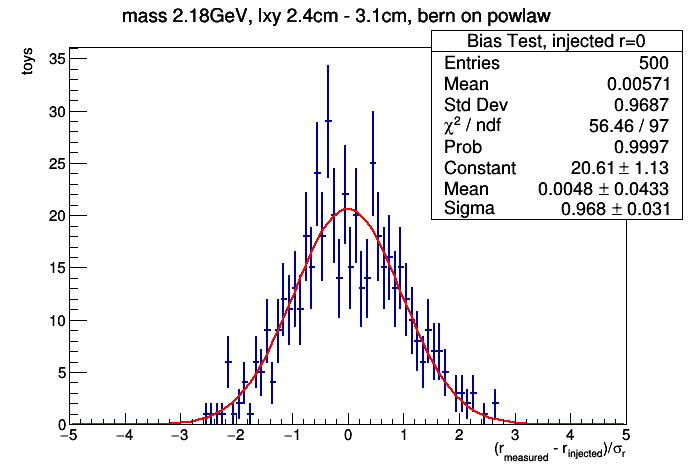 mass 2.18GeV, lxy 2.4cm - 3.1cm, bern on powlaw
Bias Test, injected r=0
Entries 500
Mean 0.00571
Std Dev 0.9687
χ² / ndf 56.46 / 97
Prob 0.9997
Constant 20.61 ± 1.13
Mean 0.0048 ± 0.0433
Sigma 0.968 ± 0.031
toys
35
30
25
20
15
10
5
0
−5 −4 −3 −2 −1 0 1 2 3 4 5
(r_measured - r_injected)/σ_r